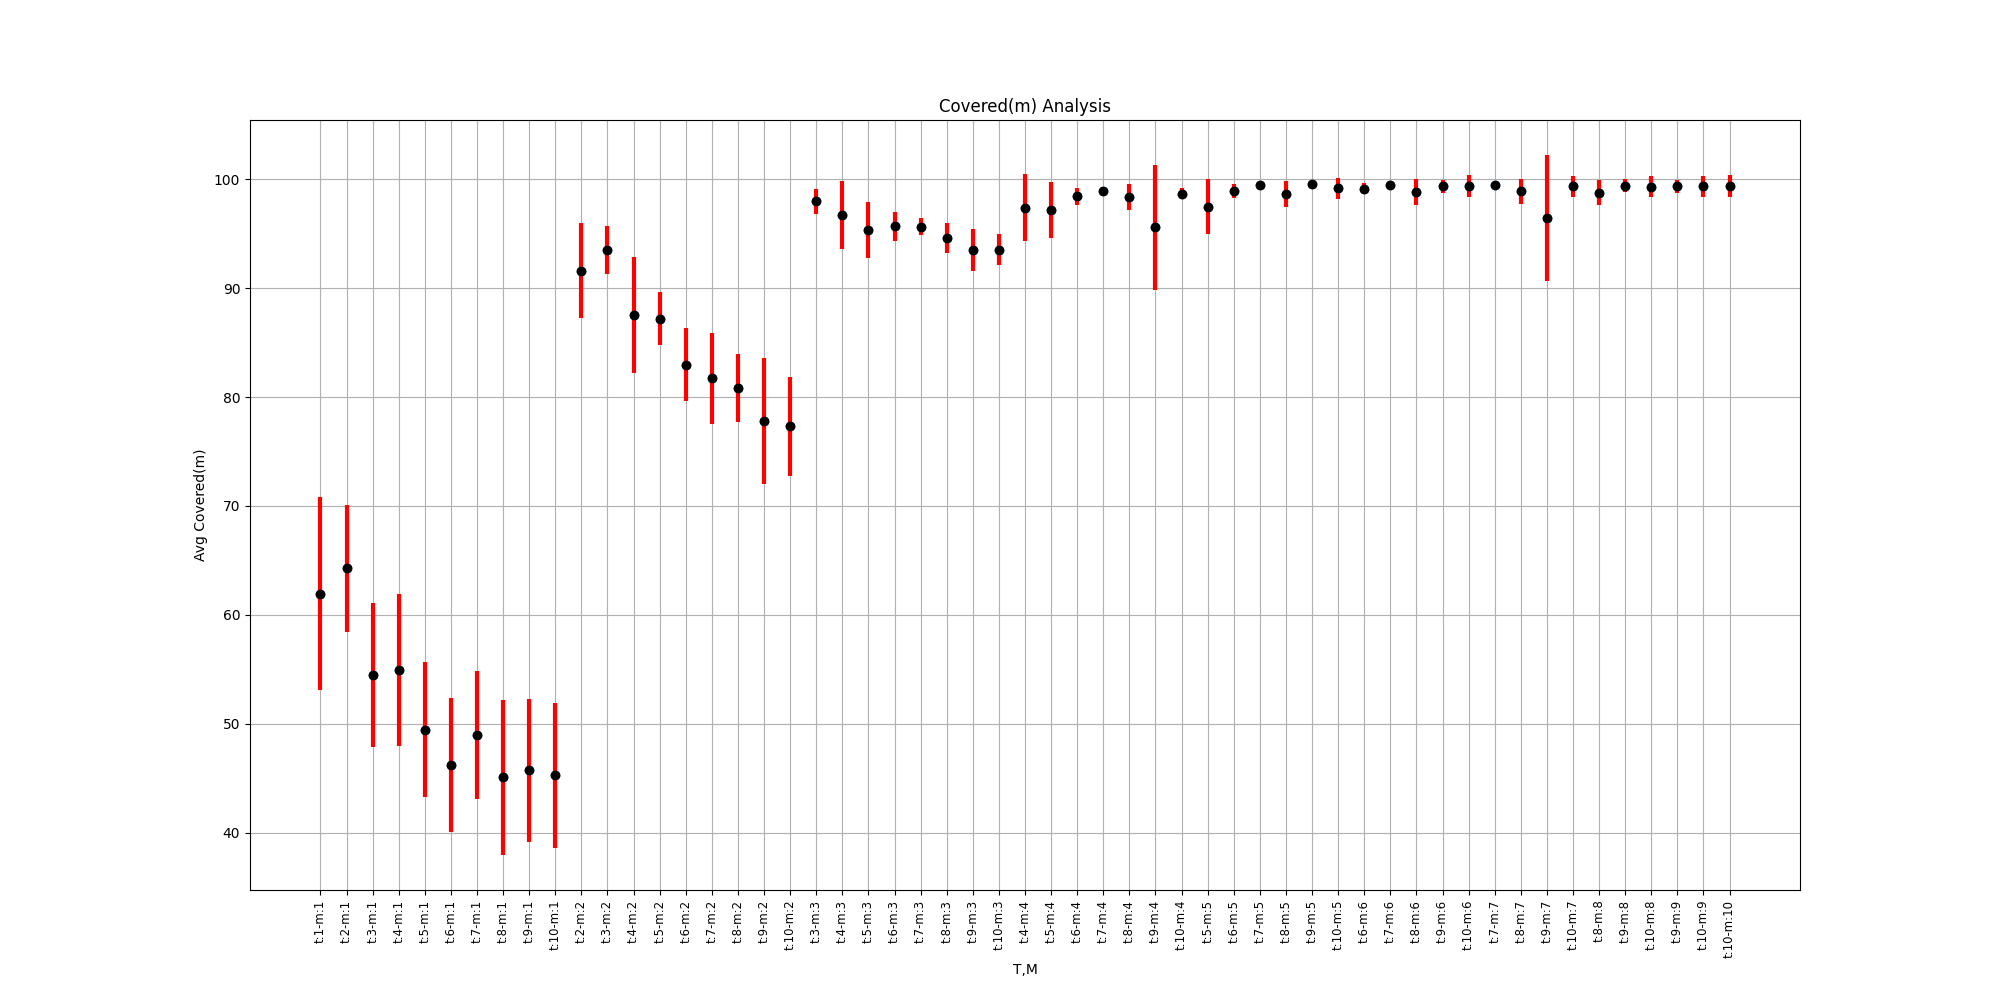 Covered(m) Analysis
100
90
80
70
60
50
40
Avg Covered(m)
t:1-m:1
t:2-m:1
t:3-m:1
t:4-m:1
t:5-m:1
t:6-m:1
t:7-m:1
t:8-m:1
t:9-m:1
t:10-m:1
t:2-m:2
t:3-m:2
t:4-m:2
t:5-m:2
t:6-m:2
t:7-m:2
t:8-m:2
t:9-m:2
t:10-m:2
t:3-m:3
t:4-m:3
t:5-m:3
t:6-m:3
t:7-m:3
t:8-m:3
t:9-m:3
t:10-m:3
t:4-m:4
t:5-m:4
t:6-m:4
t:7-m:4
t:8-m:4
t:9-m:4
t:10-m:4
t:5-m:5
t:6-m:5
t:7-m:5
t:8-m:5
t:9-m:5
t:10-m:5
t:6-m:6
t:7-m:6
t:8-m:6
t:9-m:6
t:10-m:6
t:7-m:7
t:8-m:7
t:9-m:7
t:10-m:7
t:8-m:8
t:9-m:8
t:10-m:8
t:9-m:9
t:10-m:9
t:10-m:10
T,M